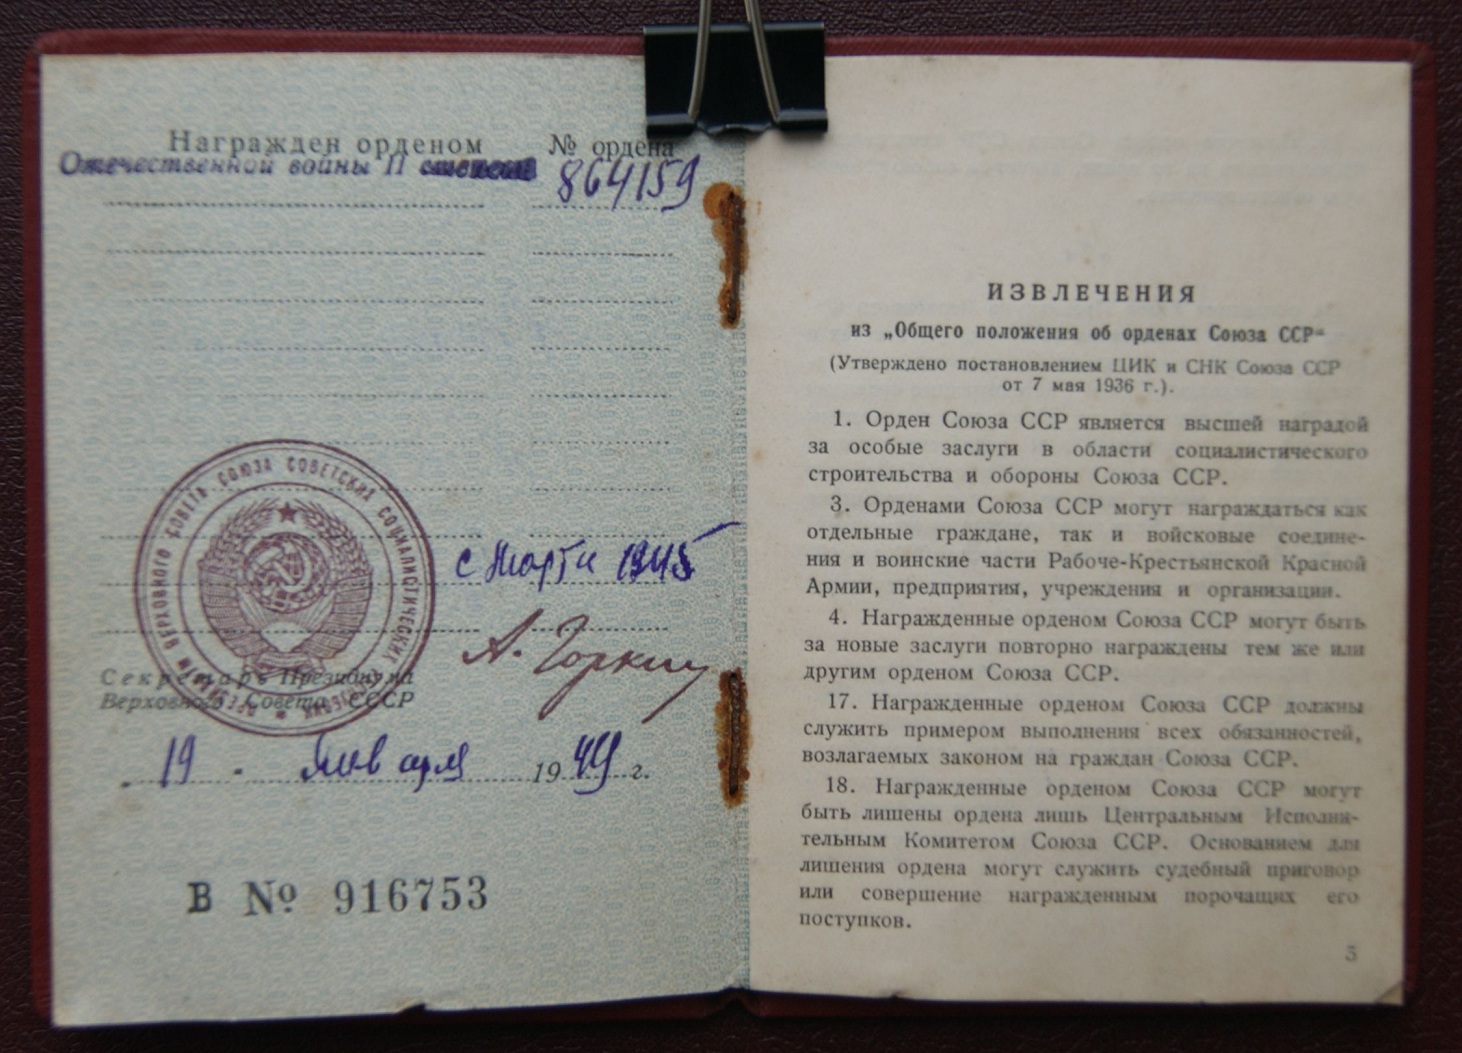 Награжден орденом № ордена
Отечественной войны II степени 864159
с марта 1945
А. Горкин
Секретарь Президиума
Верховного Совета СССР
19 января 1949 г.
В № 916753
ВЕРХОВНОГО СОВЕТА СОЮЗА СОВЕТСКИХ СОЦИАЛИСТИЧЕСКИХ
ИЗВЛЕЧЕНИЯ
из „Общего положения об орденах Союза ССР“
(Утверждено постановлением ЦИК и СНК Союза ССР
от 7 мая 1936 г.).
1. Орден Союза ССР является высшей наградой
за особые заслуги в области социалистического
строительства и обороны Союза ССР.
3. Орденами Союза ССР могут награждаться как
отдельные граждане, так и войсковые соедине-
ния и воинские части Рабоче-Крестьянской Красной
Армии, предприятия, учреждения и организации.
4. Награжденные орденом Союза ССР могут быть
за новые заслуги повторно награждены тем же или
другим орденом Союза ССР.
17. Награжденные орденом Союза ССР должны
служить примером выполнения всех обязанностей,
возлагаемых законом на граждан Союза ССР.
18. Награжденные орденом Союза ССР могут
быть лишены ордена лишь Центральным Исполни-
тельным Комитетом Союза ССР. Основанием для
лишения ордена могут служить судебный приговор
или совершение награжденным порочащих его
поступков.
3